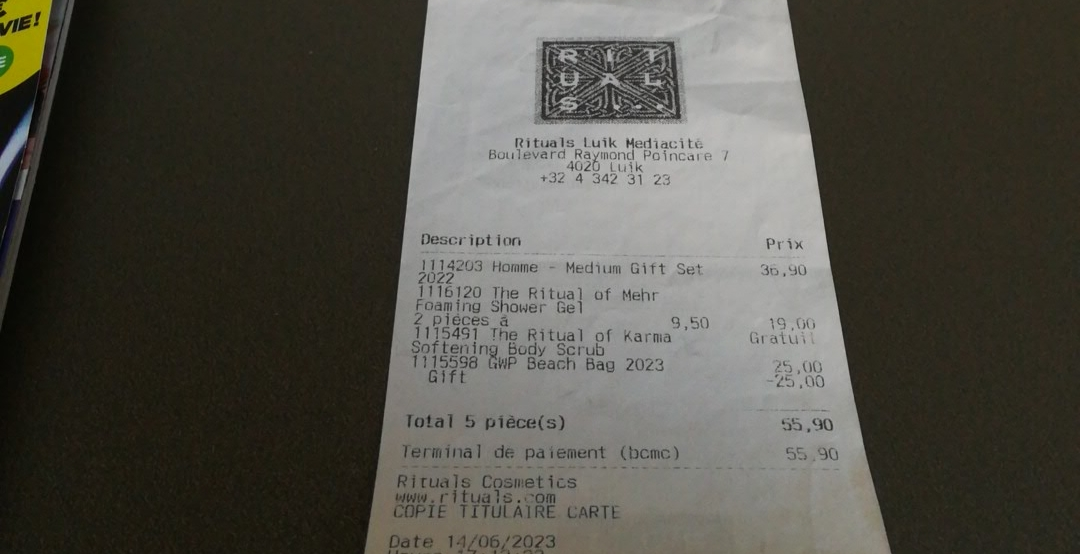 VIE!
RIT
UAL
S...
Rituals Luik Mediacité
Boulevard Raymond Poincare 7
4020 Luik
+32 4 342 31 23
Description Prix
1114203 Homme - Medium Gift Set 36,90
2022
1116120 The Ritual of Mehr
Foaming Shower Gel
2 pièces à 9,50 19,00
1115491 The Ritual of Karma Gratuit
Softening Body Scrub
1115598 GWP Beach Bag 2023 25,00
Gift -25,00
Total 5 pièce(s) 55,90
Terminal de paiement (bcmc) 55,90
Rituals Cosmetics
www.rituals.com
COPIE TITULAIRE CARTE
Date 14/06/2023